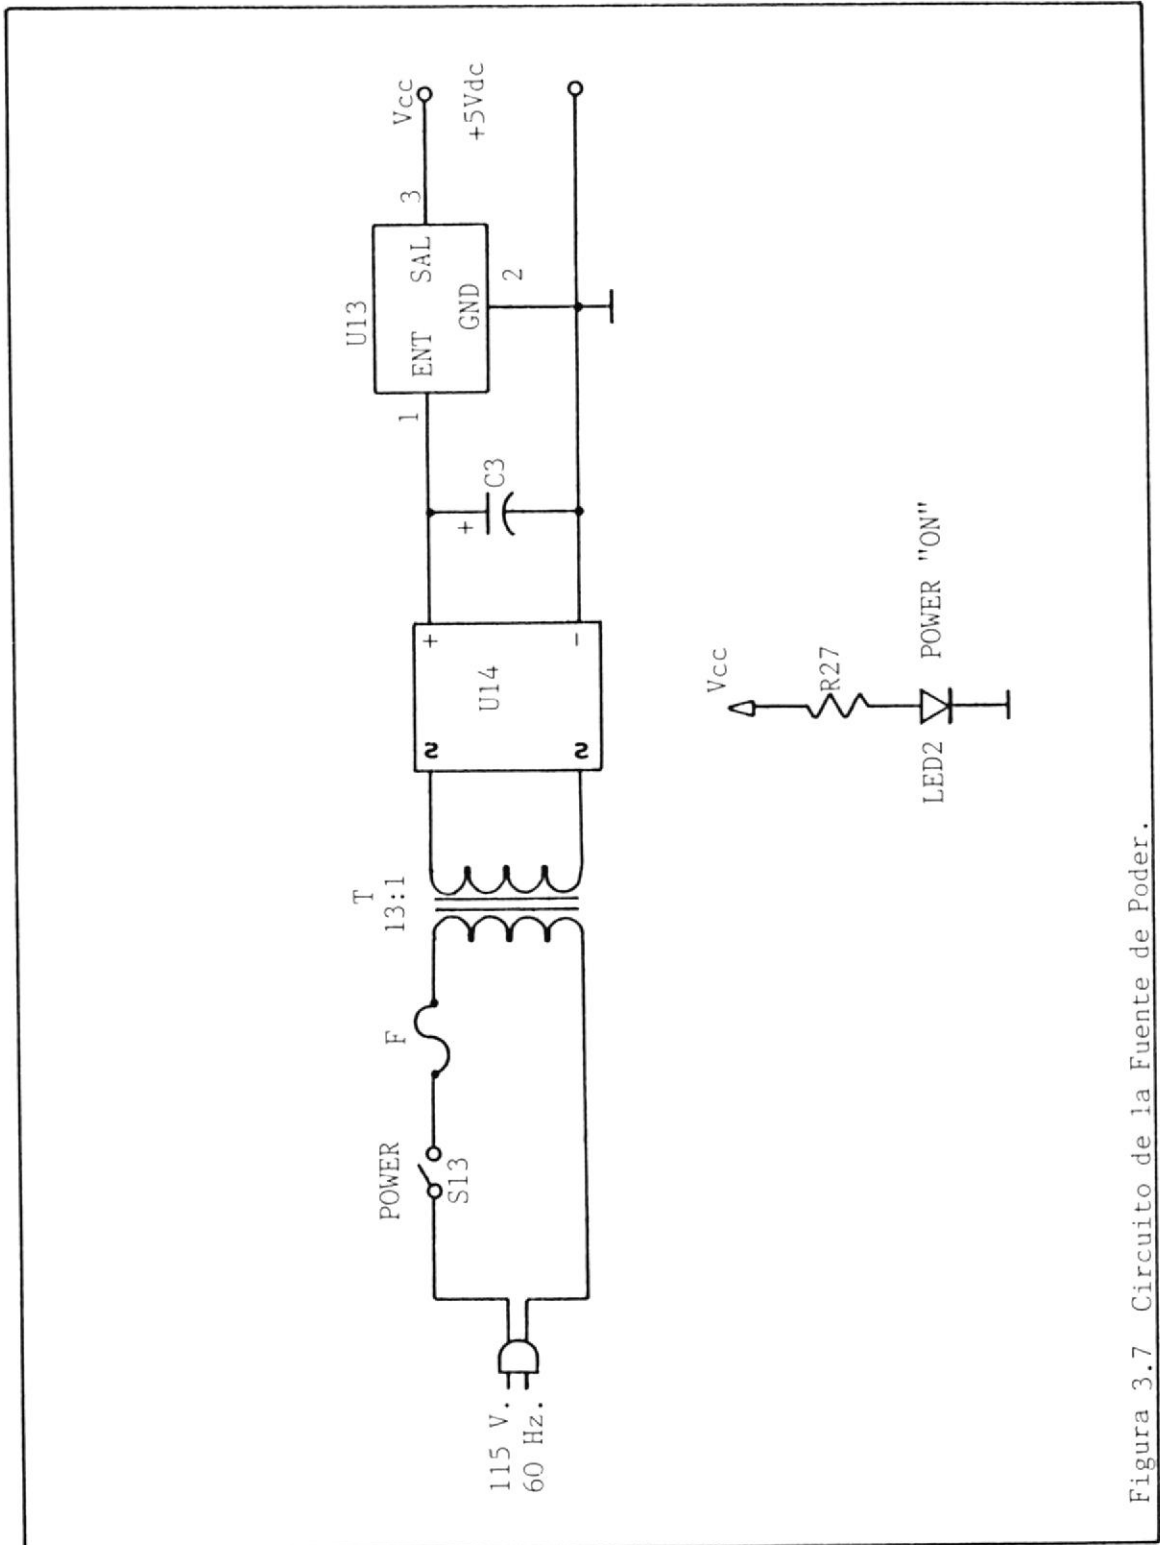 115 V.
60 Hz.
POWER
S13
F
T
13:1
U14
+
-
+
C3
U13
1
ENT
SAL
3
GND
2
Vcc
+5Vdc
Vcc
R27
LED2
POWER "ON"
Figura 3.7 Circuito de la Fuente de Poder.